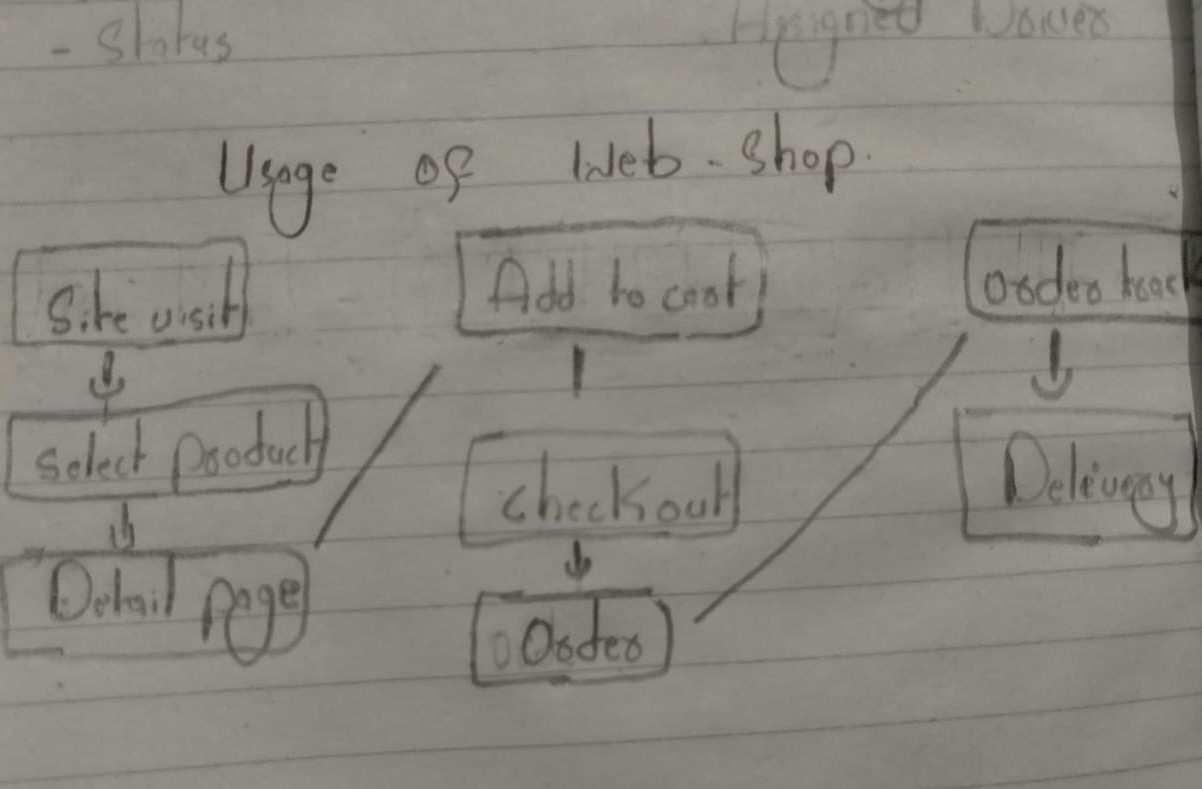 - Status
Assigned Driver
Usage of Web-shop.
Site visit
Select product
Detail page
Add to cart
Checkout
Order
Order track
Delivery